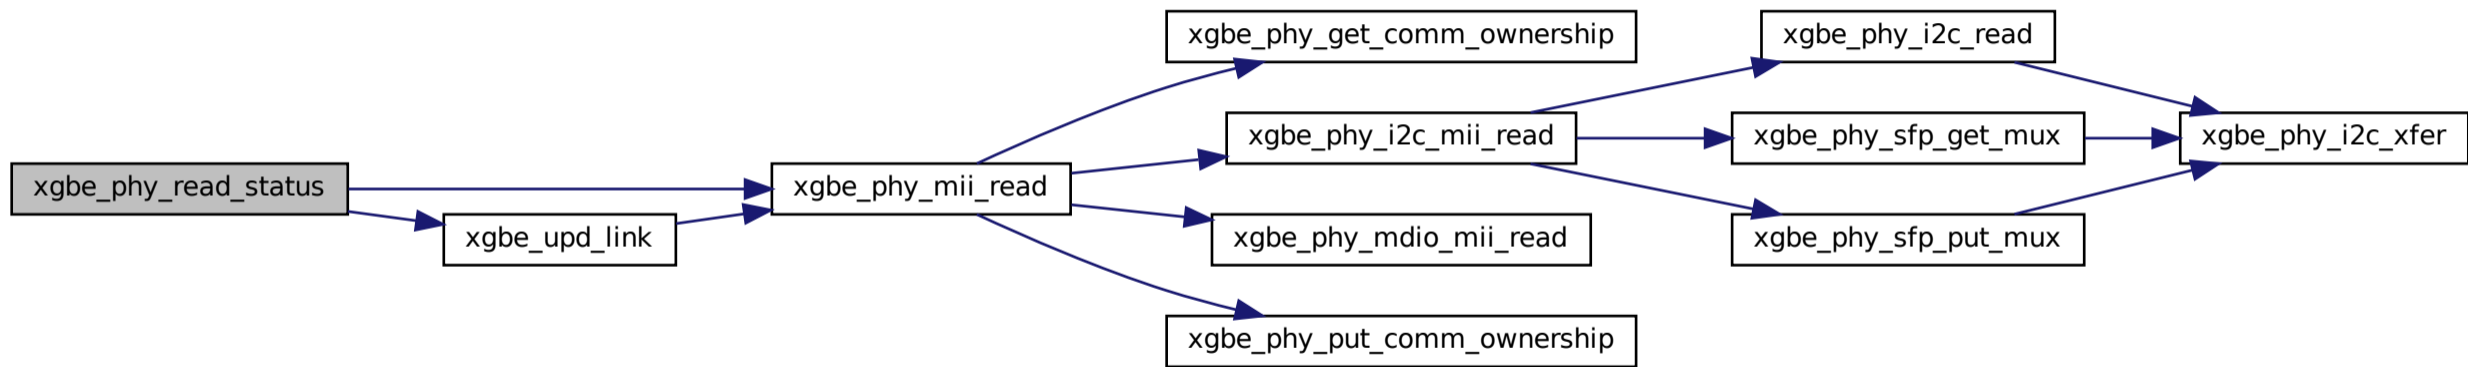 xgbe_phy_read_status
xgbe_upd_link
xgbe_phy_mii_read
xgbe_phy_get_comm_ownership
xgbe_phy_i2c_mii_read
xgbe_phy_mdio_mii_read
xgbe_phy_put_comm_ownership
xgbe_phy_i2c_read
xgbe_phy_sfp_get_mux
xgbe_phy_sfp_put_mux
xgbe_phy_i2c_xfer